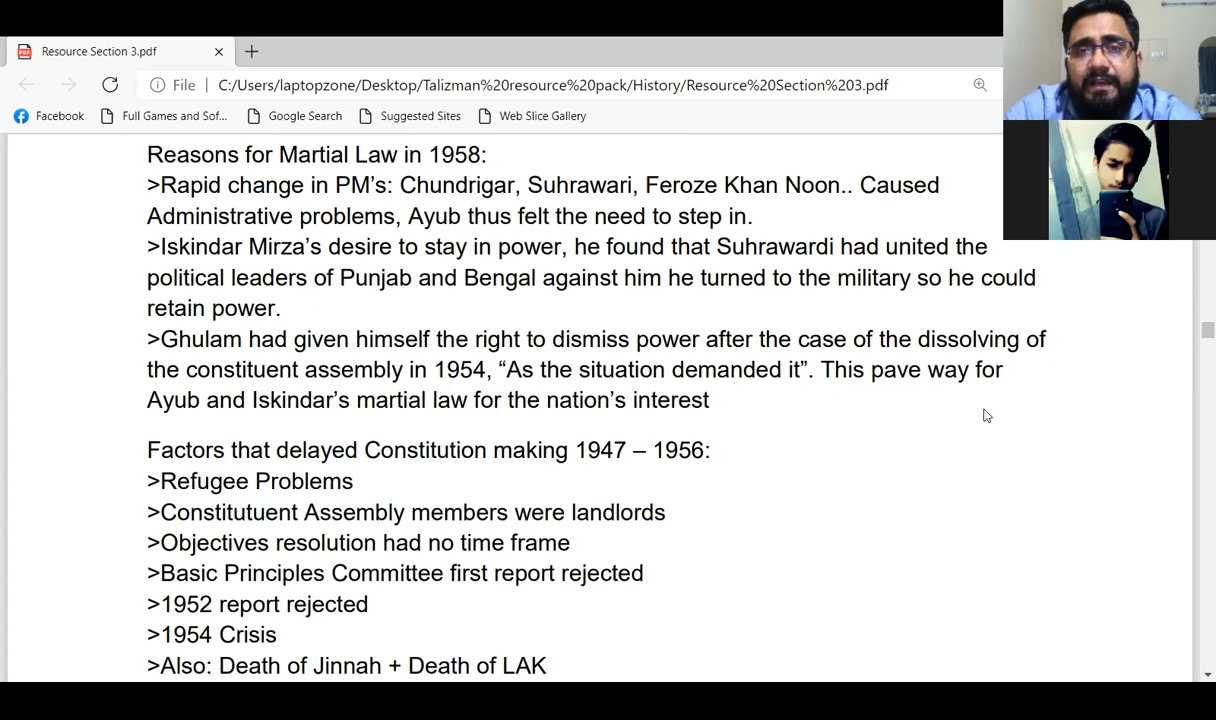 Resource Section 3.pdf
File | C:/Users/laptopzone/Desktop/Talizman%20resource%20pack/History/Resource%20Section%203.pdf
Facebook Full Games and Sof... Google Search Suggested Sites Web Slice Gallery
Reasons for Martial Law in 1958:
>Rapid change in PM's: Chundrigar, Suhrawari, Feroze Khan Noon.. Caused
Administrative problems, Ayub thus felt the need to step in.
>Iskindar Mirza's desire to stay in power, he found that Suhrawardi had united the
political leaders of Punjab and Bengal against him he turned to the military so he could
retain power.
>Ghulam had given himself the right to dismiss power after the case of the dissolving of
the constituent assembly in 1954, “As the situation demanded it”. This pave way for
Ayub and Iskindar's martial law for the nation's interest
Factors that delayed Constitution making 1947 – 1956:
>Refugee Problems
>Constitutuent Assembly members were landlords
>Objectives resolution had no time frame
>Basic Principles Committee first report rejected
>1952 report rejected
>1954 Crisis
>Also: Death of Jinnah + Death of LAK